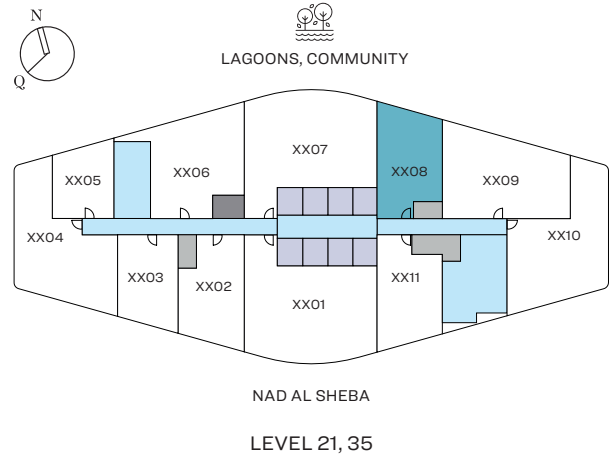 N
Q
LAGOONS, COMMUNITY
XX07
XX08
XX06
XX05
XX09
XX04
XX10
XX03
XX02
XX01
XX11
NAD AL SHEBA
LEVEL 21, 35